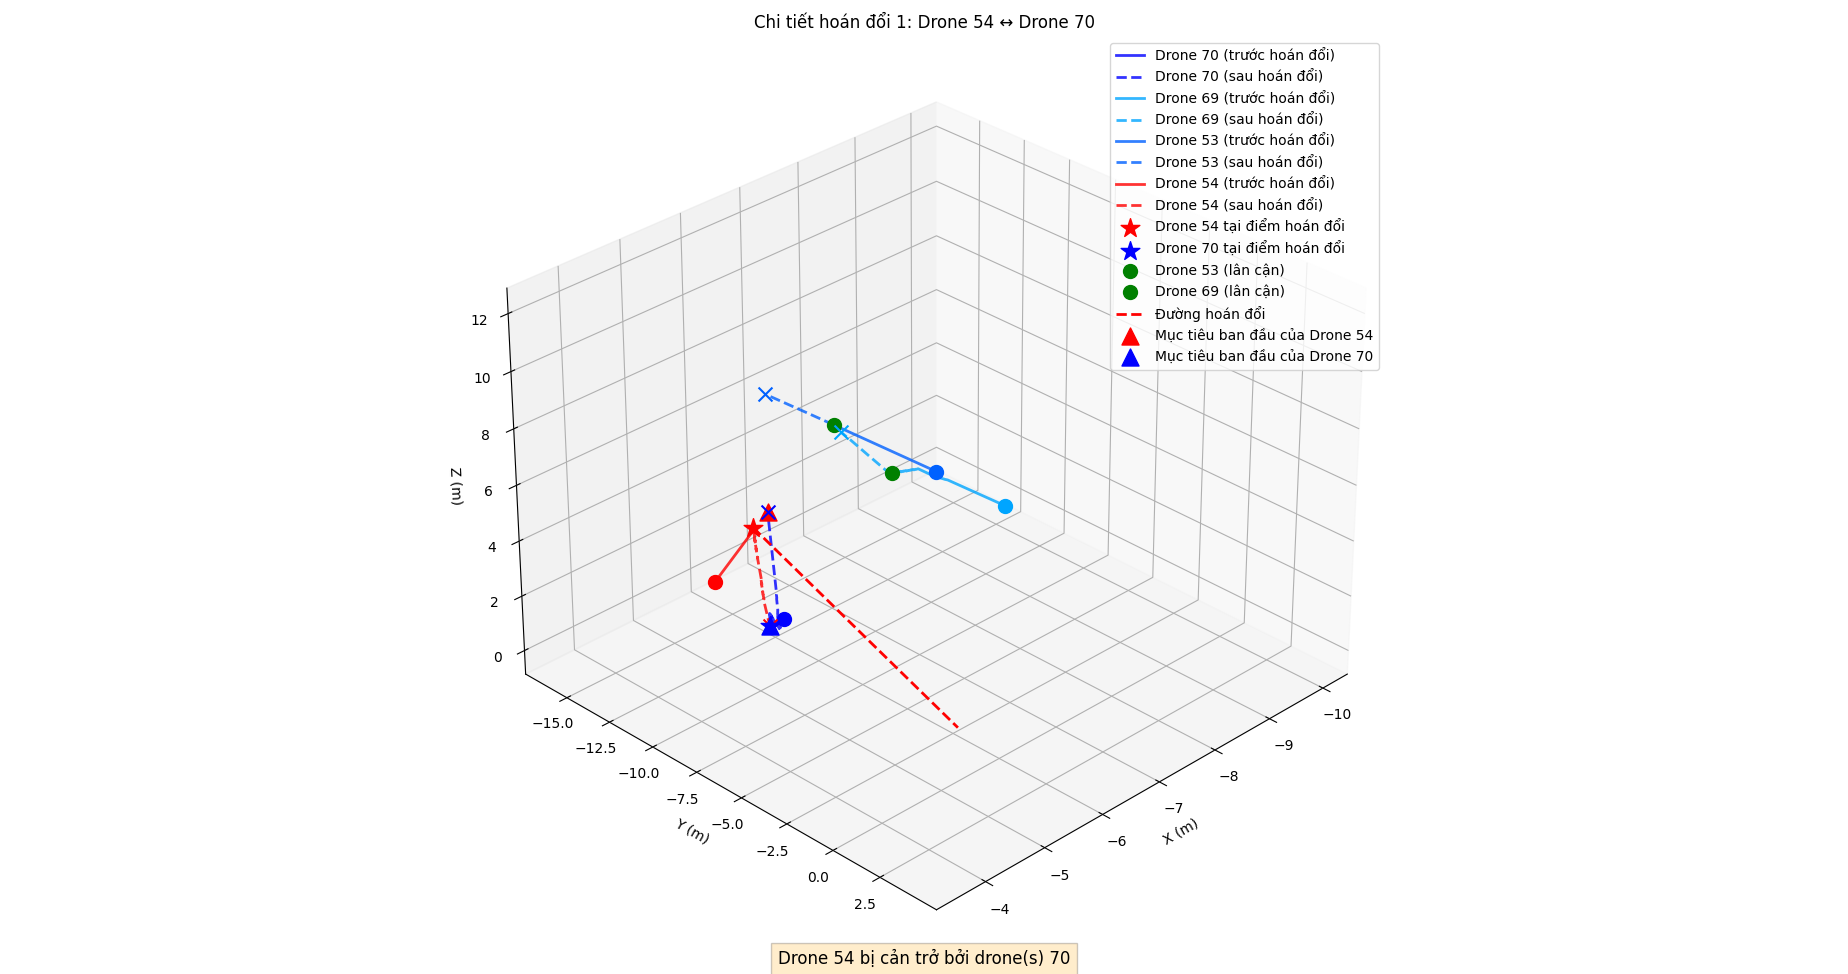 Chi tiết hoán đổi 1: Drone 54 ↔ Drone 70
Drone 70 (trước hoán đổi)
Drone 70 (sau hoán đổi)
Drone 69 (trước hoán đổi)
Drone 69 (sau hoán đổi)
Drone 53 (trước hoán đổi)
Drone 53 (sau hoán đổi)
Drone 54 (trước hoán đổi)
Drone 54 (sau hoán đổi)
Drone 54 tại điểm hoán đổi
Drone 70 tại điểm hoán đổi
Drone 53 (lân cận)
Drone 69 (lân cận)
Đường hoán đổi
Mục tiêu ban đầu của Drone 54
Mục tiêu ban đầu của Drone 70
12
10
8
6
4
2
0
Z (m)
−15.0
−12.5
−10.0
−7.5
−5.0
−2.5
0.0
2.5
Y (m)
−10
−9
−8
−7
−6
−5
−4
X (m)
Drone 54 bị cản trở bởi drone(s) 70